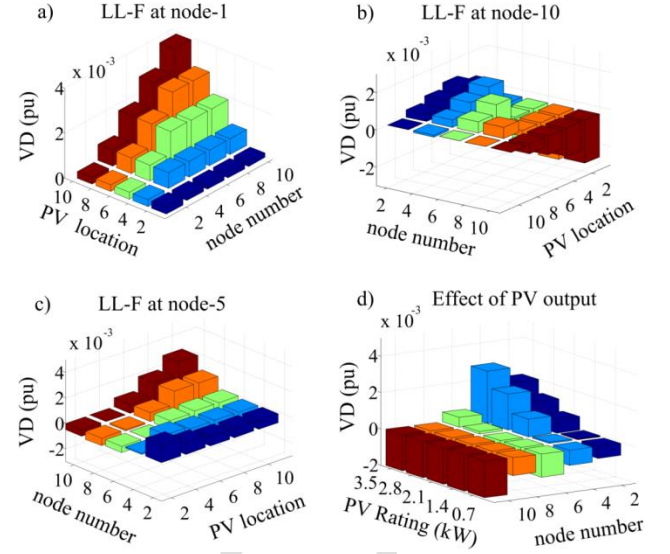 a) LL-F at node-1
x 10⁻³
4
2
0
VD (pu)
10 8 6 4 2
PV location
2 4 6 8 10
node number
b) LL-F at node-10
x 10⁻³
2
0
-2
VD (pu)
2 4 6 8 10
node number
10 8 6 4 2
PV location
c) LL-F at node-5
x 10⁻³
4
2
0
-2
VD (pu)
10 8 6 4 2
node number
2 4 6 8 10
PV location
d) Effect of PV output
x 10⁻³
4
2
0
-2
VD (pu)
3.5 2.8 2.1 1.4 0.7
PV Rating (kW)
10 8 6 4 2
node number